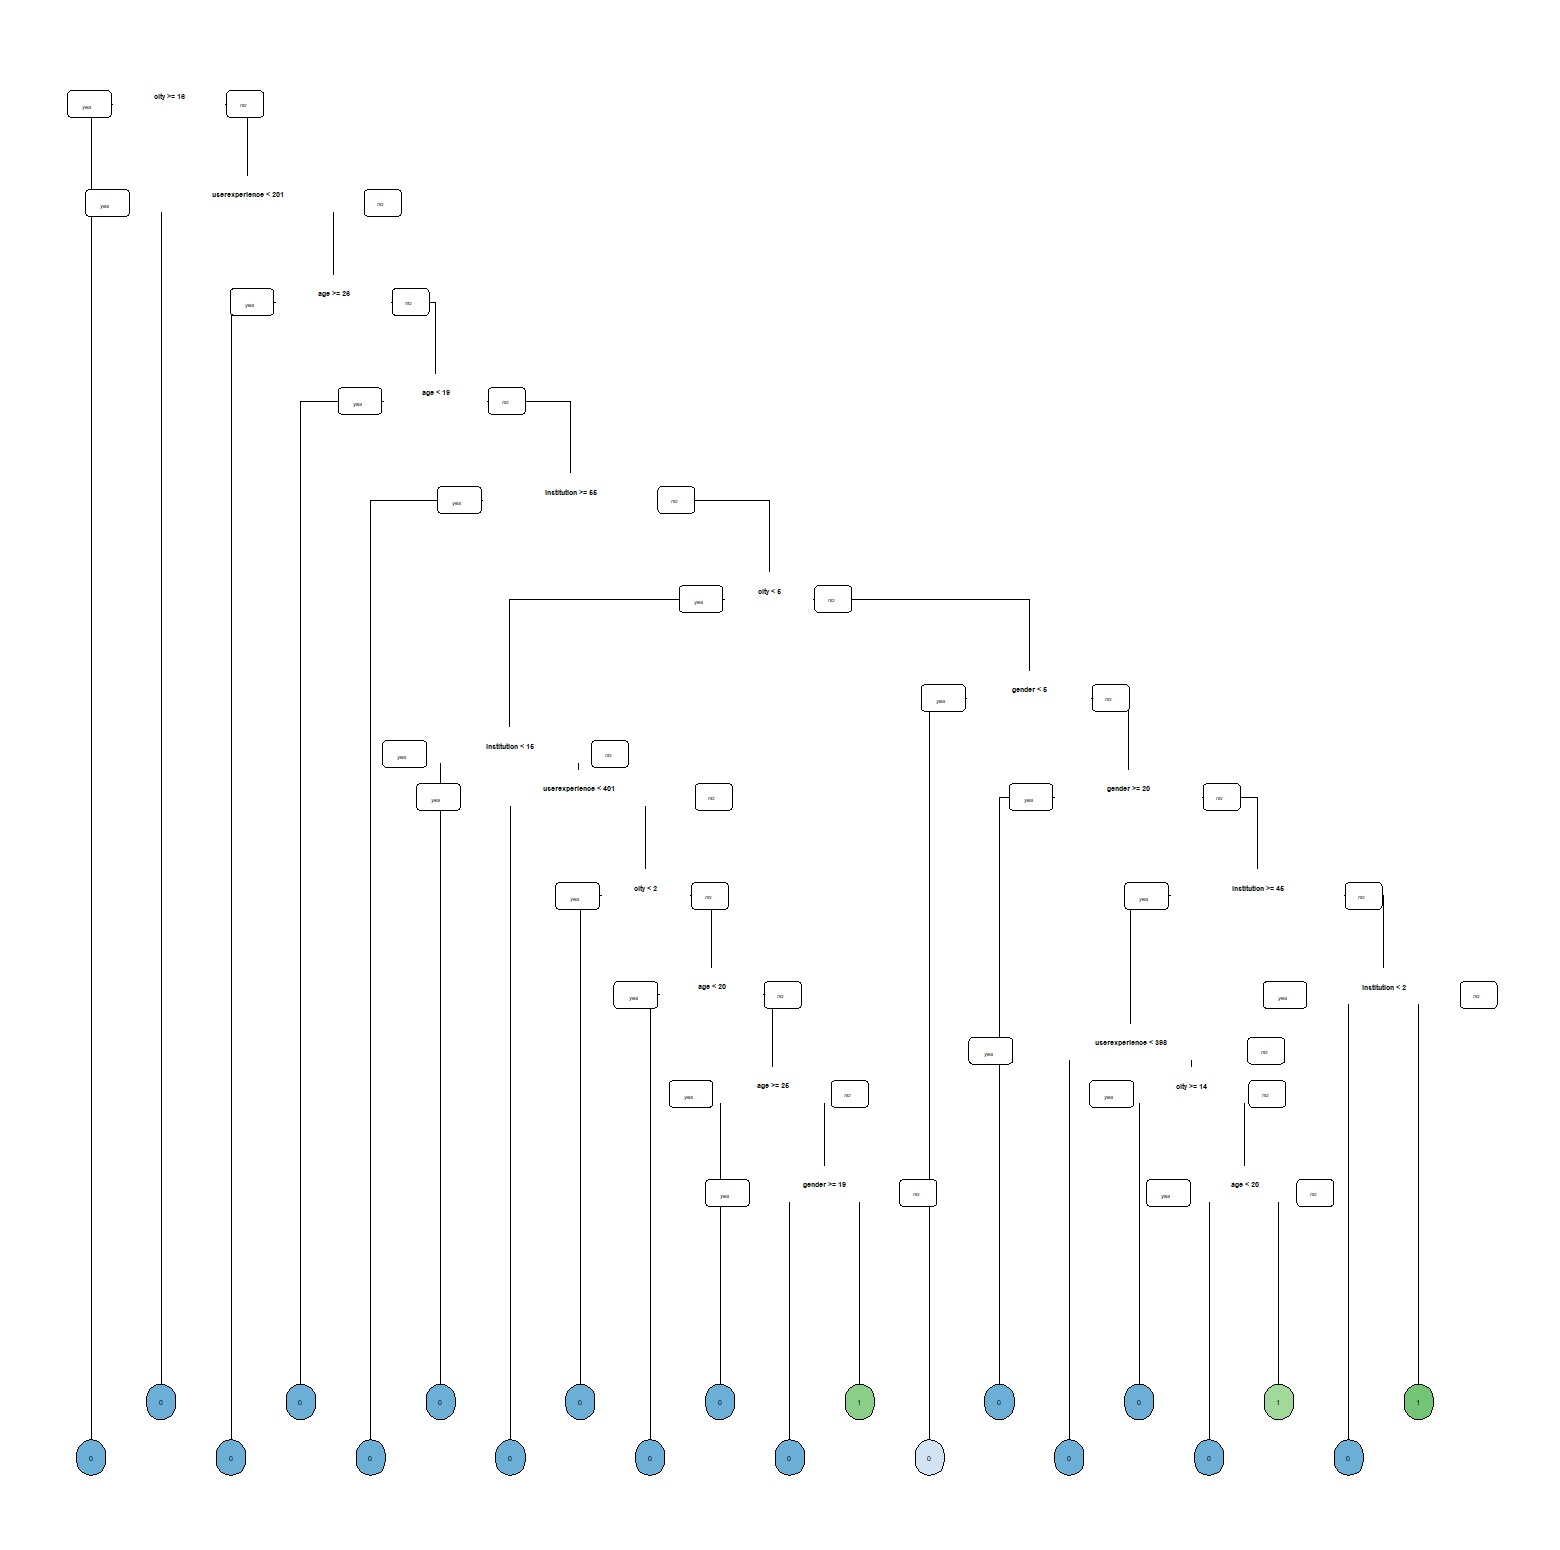 yes city >= 16 no
yes userexperience < 201 no
yes age >= 26 no
yes age < 19 no
yes institution >= 55 no
yes city < 5 no
yes gender < 5 no
yes institution < 15 no
yes userexperience < 401 no
yes gender >= 20 no
yes city < 2 no
yes institution >= 45 no
yes age < 20 no
yes institution < 2 no
yes userexperience < 398 no
yes age >= 25 no
yes city >= 14 no
yes gender >= 19 no
yes age < 20 no
0 0 0 0 0 1 0 0 1 1
0 0 0 0 0 0 0 0 0 0